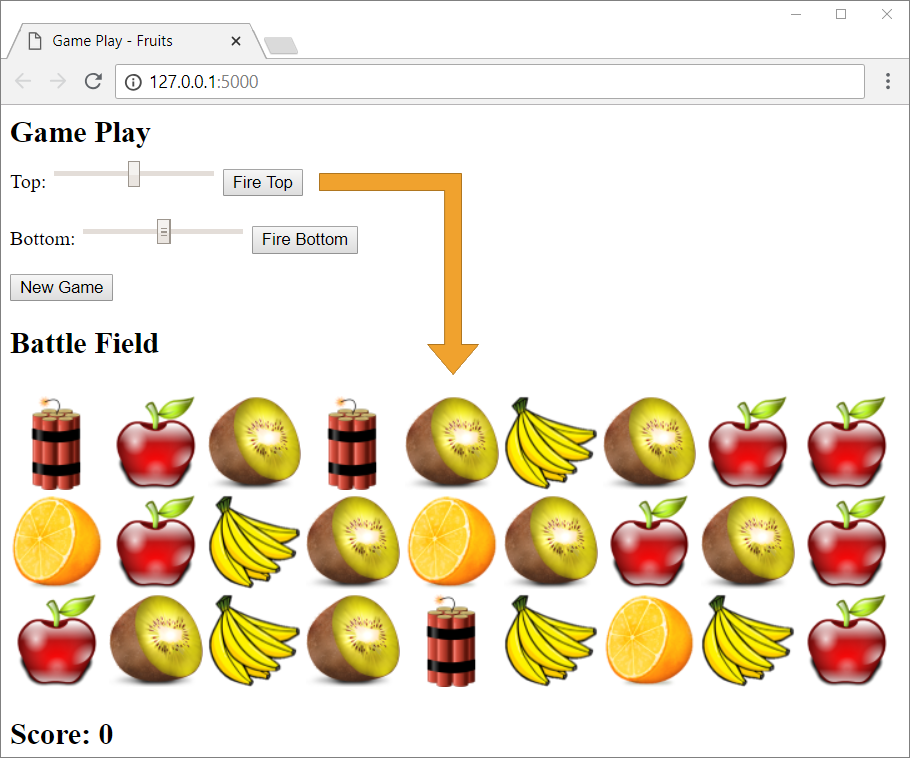 Game Play - Fruits
127.0.0.1:5000
Game Play
Top: Fire Top
Bottom: Fire Bottom
New Game
Battle Field
Score: 0